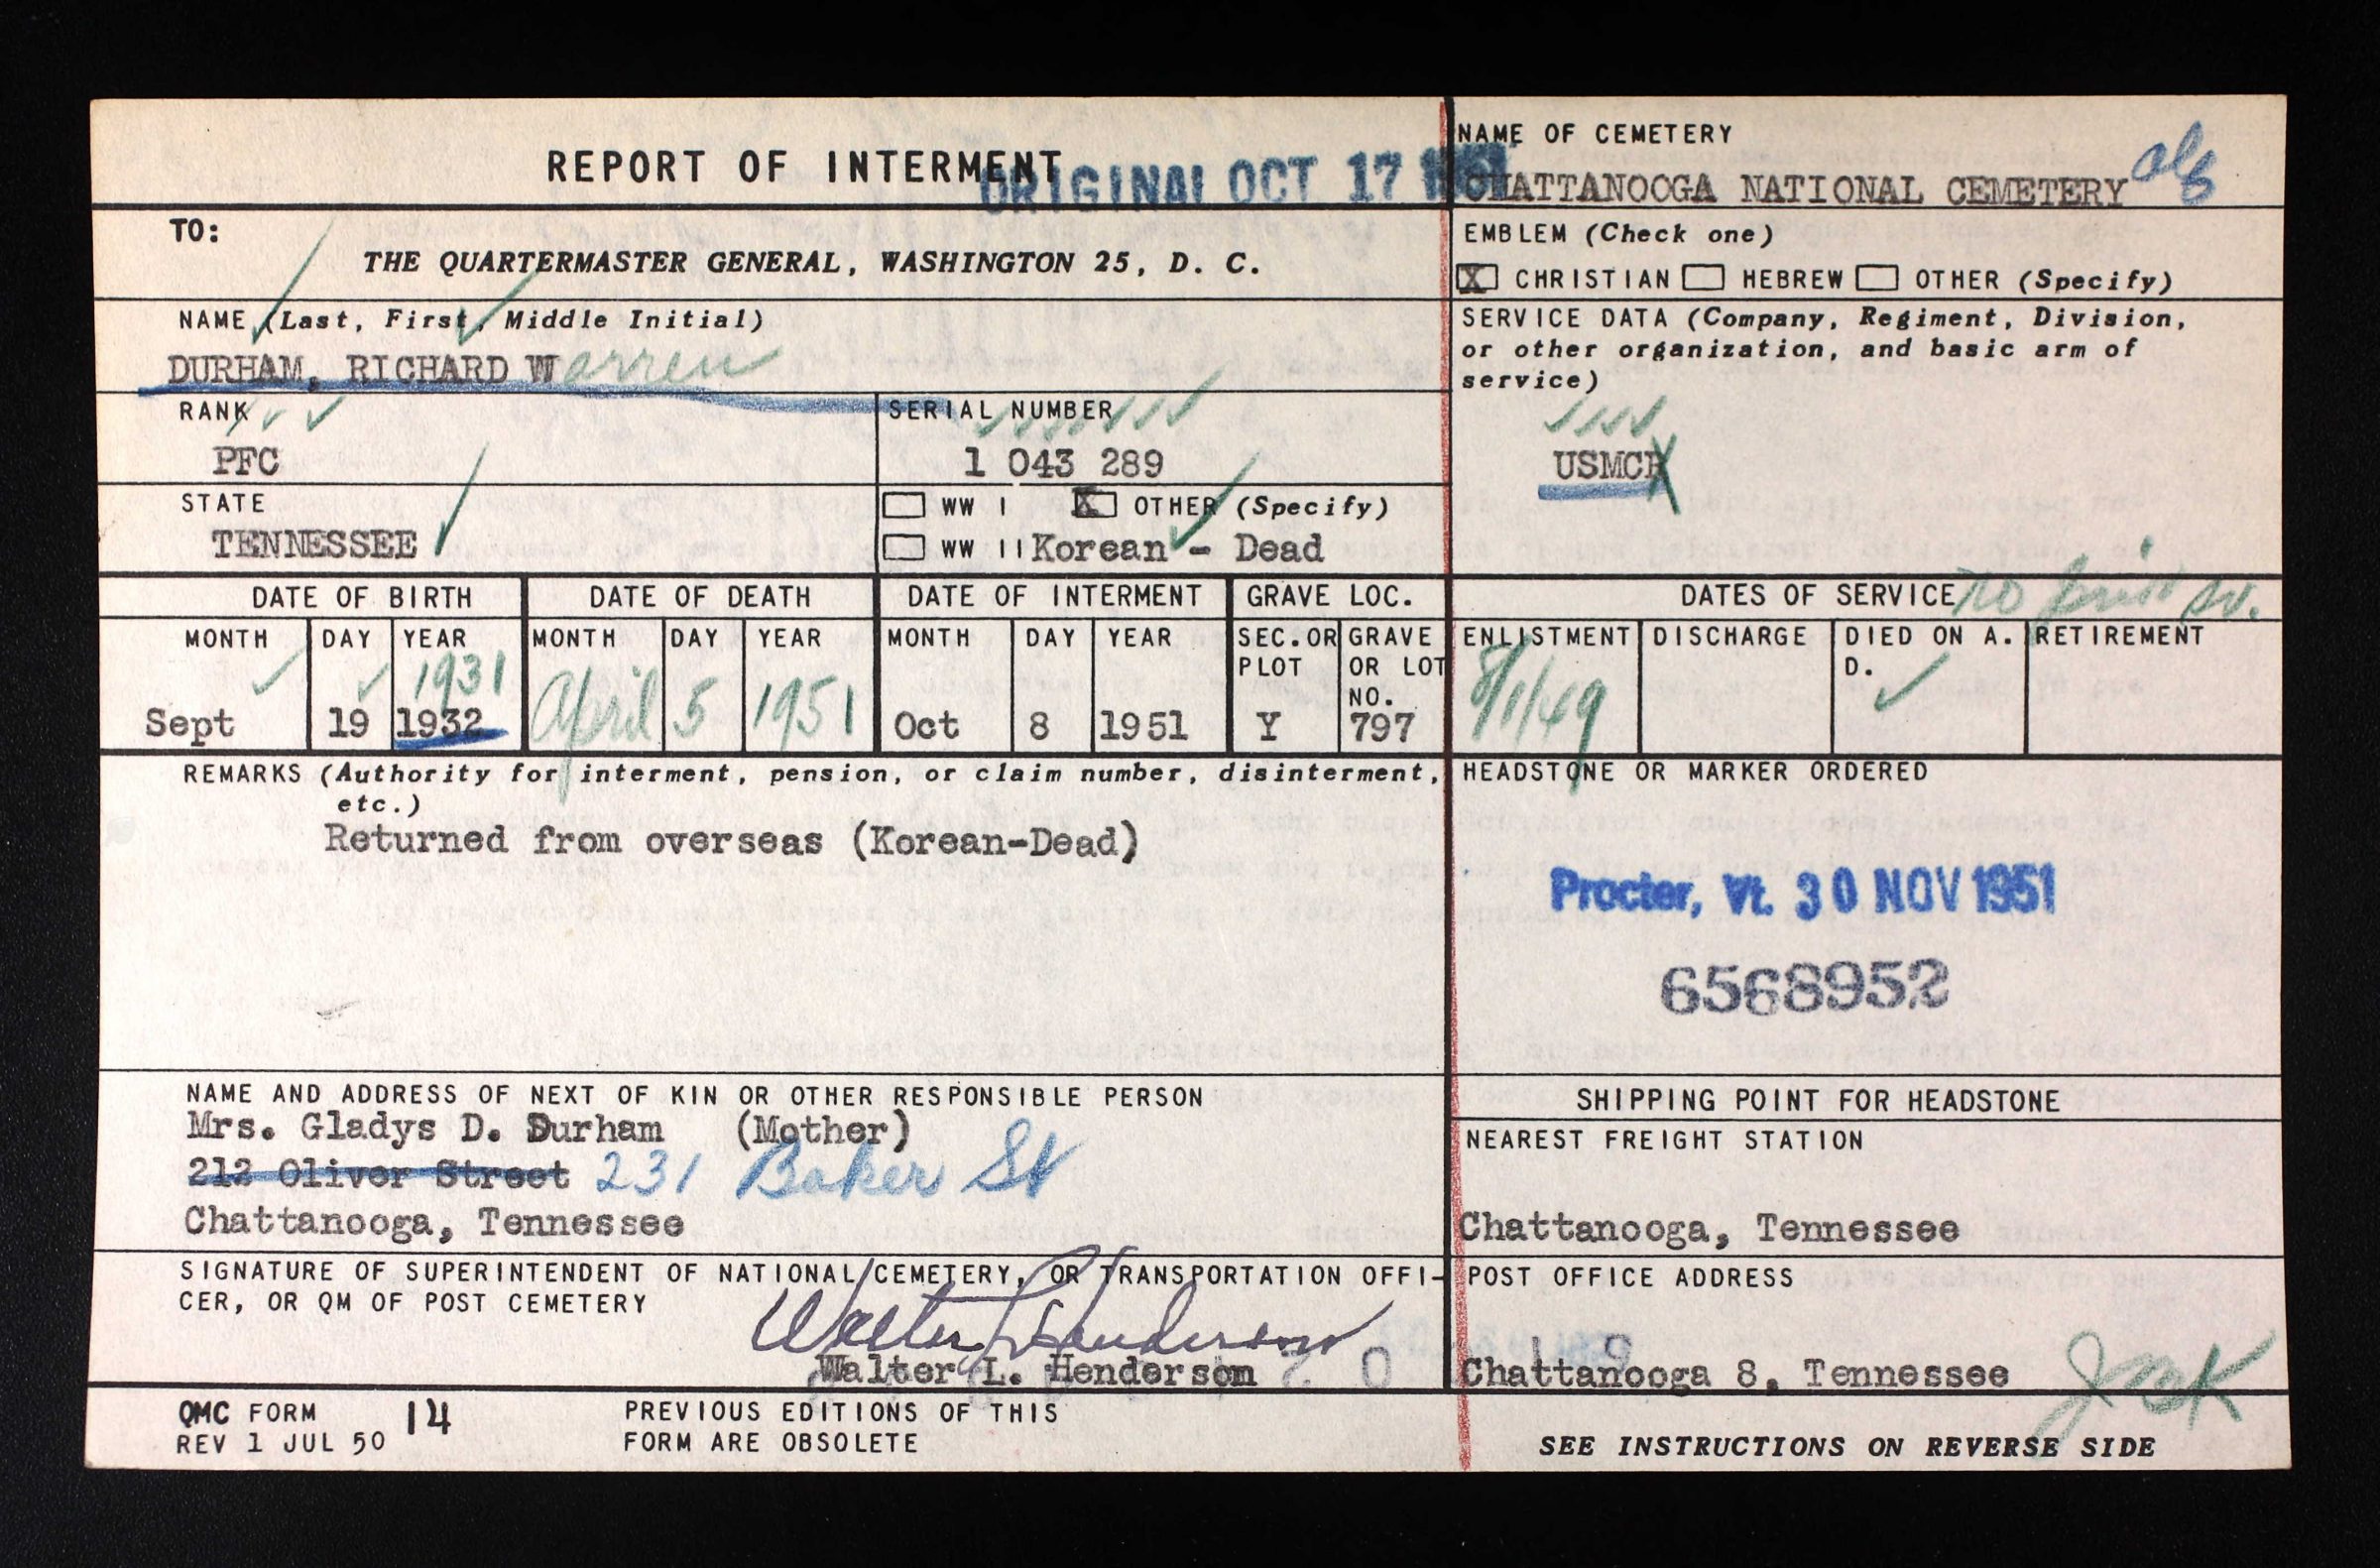 REPORT OF INTERMENT
ORIGINAL OCT 17 1951
NAME OF CEMETERY
CHATTANOOGA NATIONAL CEMETERY
TO:
THE QUARTERMASTER GENERAL, WASHINGTON 25, D. C.
EMBLEM (Check one)
X CHRISTIAN HEBREW OTHER (Specify)
NAME (Last, First, Middle Initial)
DURHAM, RICHARD Warren
SERVICE DATA (Company, Regiment, Division,
or other organization, and basic arm of
service)
USMCR
RANK
PFC
SERIAL NUMBER
1 043 289
STATE
TENNESSEE
WW I X OTHER (Specify)
WW II Korean - Dead
DATE OF BIRTH
MONTH DAY YEAR
1931
Sept 19 1932
DATE OF DEATH
MONTH DAY YEAR
April 5 1951
DATE OF INTERMENT
MONTH DAY YEAR
Oct 8 1951
GRAVE LOC.
SEC. OR PLOT
Y
GRAVE OR LOT NO.
797
DATES OF SERVICE
ENLISTMENT DISCHARGE DIED ON A. D. RETIREMENT
8/1/49
REMARKS (Authority for interment, pension, or claim number, disinterment,
etc.)
Returned from overseas (Korean-Dead)
HEADSTONE OR MARKER ORDERED
Procter, Vt. 30 NOV 1951
6568952
NAME AND ADDRESS OF NEXT OF KIN OR OTHER RESPONSIBLE PERSON
Mrs. Gladys D. Durham (Mother)
212 Oliver Street 231 Baker St
Chattanooga, Tennessee
SHIPPING POINT FOR HEADSTONE
NEAREST FREIGHT STATION
Chattanooga, Tennessee
SIGNATURE OF SUPERINTENDENT OF NATIONAL CEMETERY, OR TRANSPORTATION OFFI-
CER, OR QM OF POST CEMETERY
Walter L. Henderson
Walter L. Henderson
POST OFFICE ADDRESS
Chattanooga 8, Tennessee
QMC FORM 14
REV 1 JUL 50
PREVIOUS EDITIONS OF THIS
FORM ARE OBSOLETE
SEE INSTRUCTIONS ON REVERSE SIDE